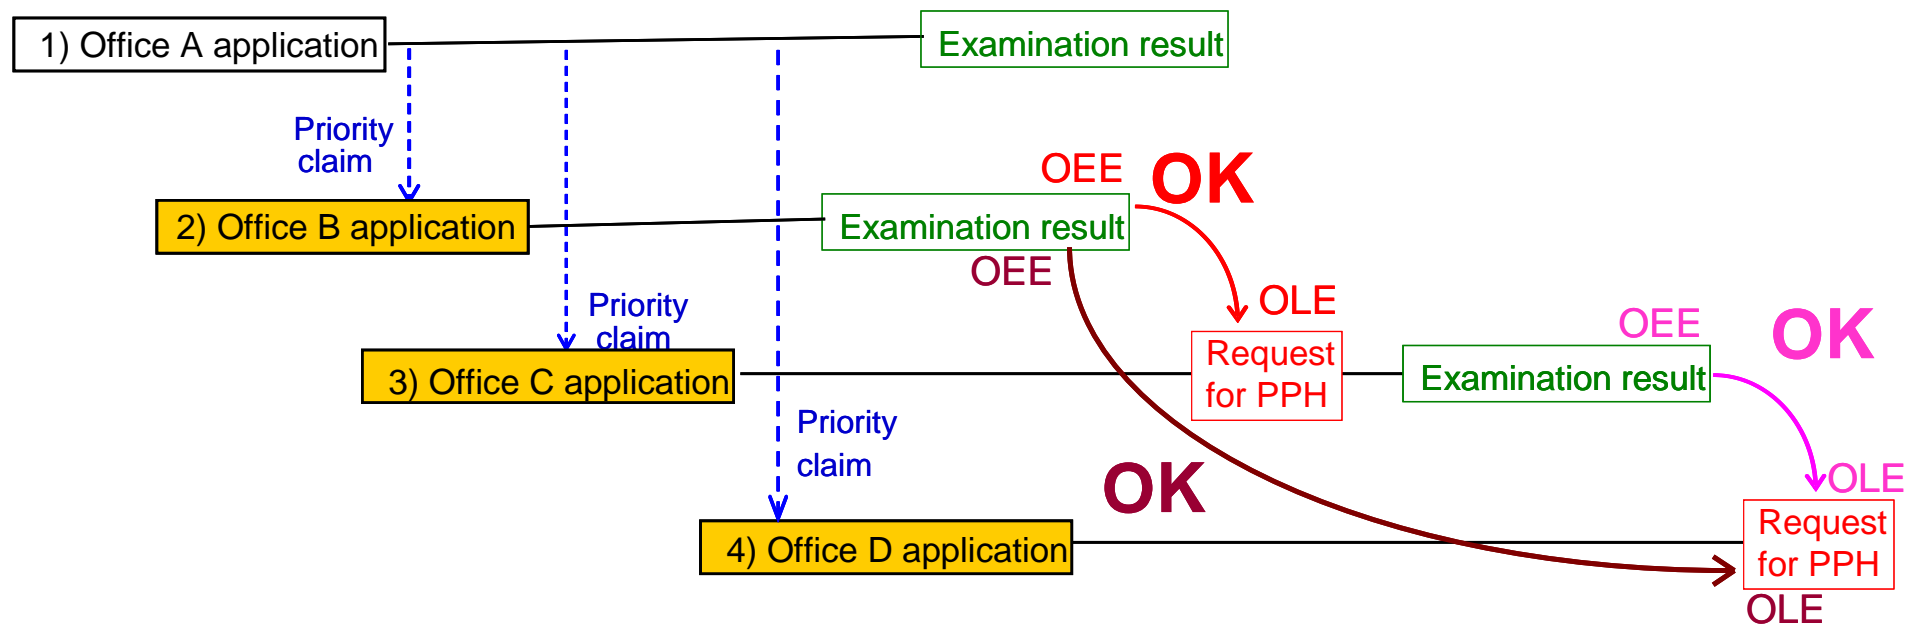 1) Office A application
Examination result
Priority
claim
OEE
OK
2) Office B application
Examination result
OEE
Priority
claim
OLE
OEE
OK
3) Office C application
Request
for PPH
Examination result
Priority
claim
OK
OLE
4) Office D application
Request
for PPH
OLE